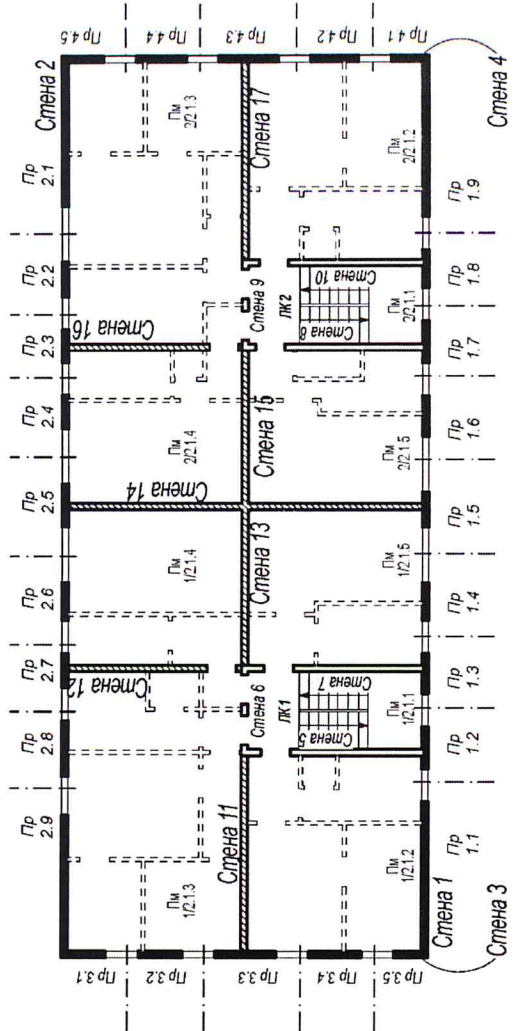 Стена 2
Стена 4
Стена 1
Стена 3
Пр 4.5
Пр 4.4
Пр 4.3
Пр 4.2
Пр 4.1
Пр
2.1
Пр
2.2
Пр
2.3
Пр
2.4
Пр
2.5
Пр
2.6
Пр
2.7
Пр
2.8
Пр
2.9
Пм
2/2.1.3
Стена 17
Пм
2/2.1.2
Стена 16
Стена 9
ЛК2
Стена 10
Стена 8
Пм
2/2.1.1
Пм
2/2.1.4
Стена 15
Пм
2/2.1.5
Стена 14
Пм
1/2.1.4
Стена 13
Пм
1/2.1.5
Стена 12
Стена 6
ЛК1
Стена 7
Стена 5
Пм
1/2.1.1
Стена 11
Пм
1/2.1.3
Пм
1/2.1.2
Пр
1.9
Пр
1.8
Пр
1.7
Пр
1.6
Пр
1.5
Пр
1.4
Пр
1.3
Пр
1.2
Пр
1.1
Пр 3.1
Пр 3.2
Пр 3.3
Пр 3.4
Пр 3.5